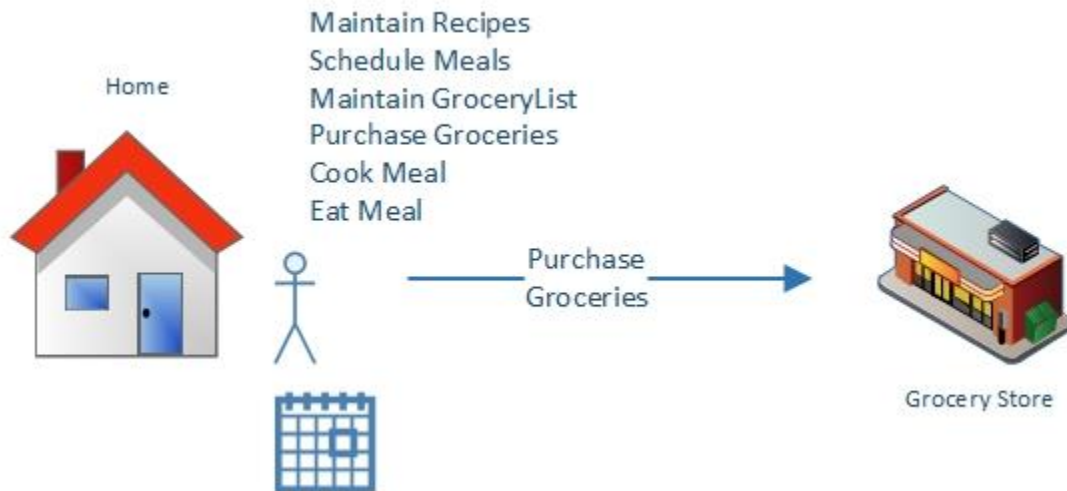 Maintain Recipes
Schedule Meals
Maintain GroceryList
Purchase Groceries
Cook Meal
Eat Meal
Home
Purchase
Groceries
Grocery Store